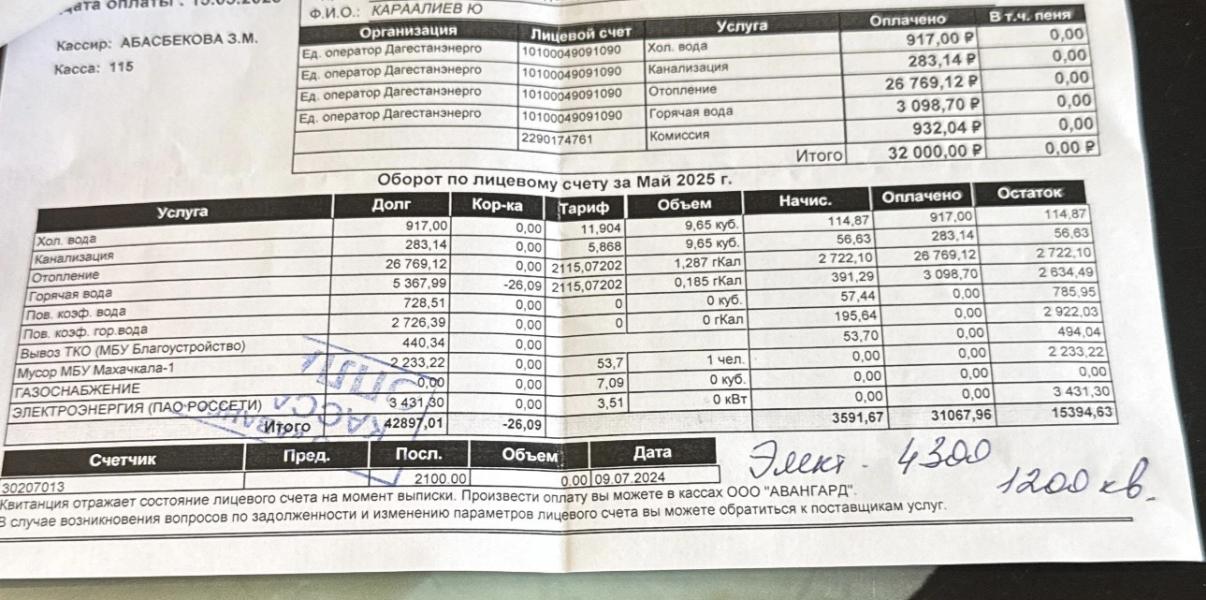 дата оплаты : 15.05.2025
Ф.И.О.: КАРААЛИЕВ Ю
Кассир: АБАСБЕКОВА З.М.
Касса: 115
Организация Лицевой счет Услуга Оплачено В т.ч. пеня
Ед. оператор Дагестанэнерго 10100049091090 Хол. вода 917,00 ₽ 0,00
Ед. оператор Дагестанэнерго 10100049091090 Канализация 283,14 ₽ 0,00
Ед. оператор Дагестанэнерго 10100049091090 Отопление 26 769,12 ₽ 0,00
Ед. оператор Дагестанэнерго 10100049091090 Горячая вода 3 098,70 ₽ 0,00
2290174761 Комиссия 932,04 ₽ 0,00
Итого 32 000,00 ₽ 0,00 ₽
Оборот по лицевому счету за Май 2025 г.
Услуга Долг Кор-ка Тариф Объем Начис. Оплачено Остаток
Хол. вода 917,00 0,00 11,904 9,65 куб. 114,87 917,00 114,87
Канализация 283,14 0,00 5,868 9,65 куб. 56,63 283,14 56,63
Отопление 26 769,12 0,00 2115,07202 1,287 гКал 2 722,10 26 769,12 2 722,10
Горячая вода 5 367,99 -26,09 2115,07202 0,185 гКал 391,29 3 098,70 2 634,49
Пов. коэф. вода 728,51 0,00 0 0 куб. 57,44 0,00 785,95
Пов. коэф. гор.вода 2 726,39 0,00 0 0 гКал 195,64 0,00 2 922,03
Вывоз ТКО (МБУ Благоустройство) 440,34 0,00 53,7 1 чел. 53,70 0,00 494,04
Мусор МБУ Махачкала-1 2 233,22 0,00 0,00 0,00 2 233,22
ГАЗОСНАБЖЕНИЕ 0,00 0,00 7,09 0 куб. 0,00 0,00 0,00
ЭЛЕКТРОЭНЕРГИЯ (ПАО РОССЕТИ) 3 431,30 0,00 3,51 0 кВт 0,00 0,00 3 431,30
Итого 42897,01 -26,09 3591,67 31067,96 15394,63
КАССА
Счетчик Пред. Посл. Объем Дата
30207013 2100.00 0.00 09.07.2024
Элект. - 4300
1200 кв.
Квитанция отражает состояние лицевого счета на момент выписки. Произвести оплату вы можете в кассах ООО "АВАНГАРД".
В случае возникновения вопросов по задолженности и изменению параметров лицевого счета вы можете обратиться к поставщикам услуг.